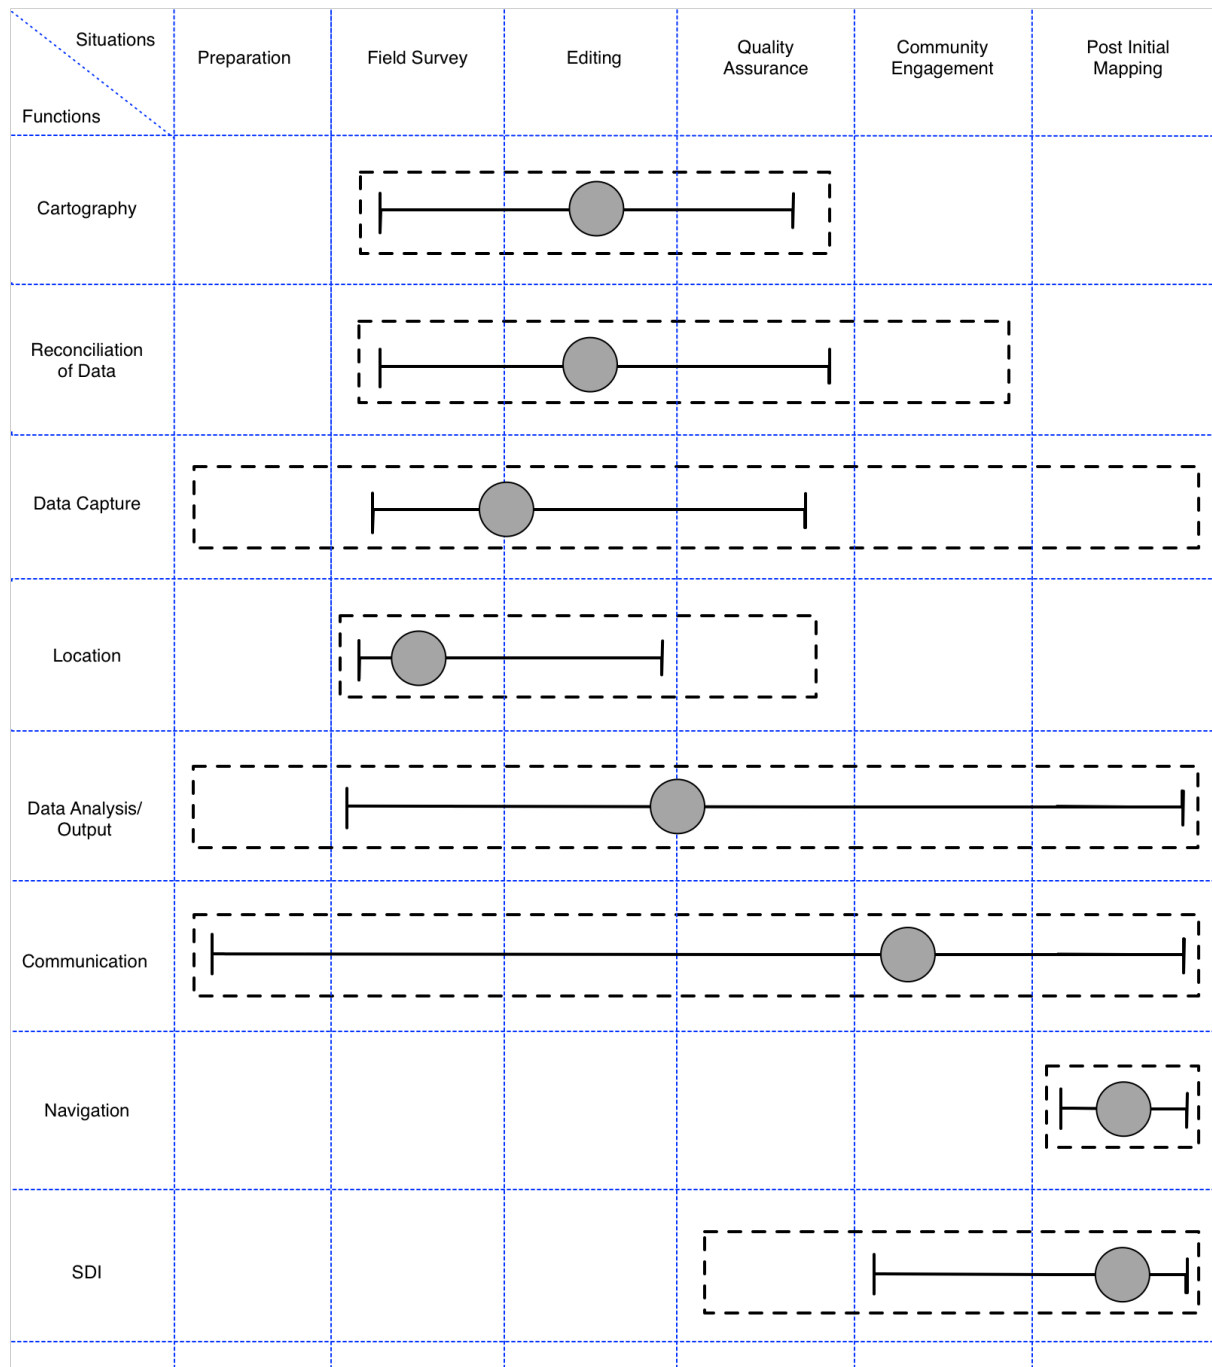 Situations
Functions
Preparation
Field Survey
Editing
Quality
Assurance
Community
Engagement
Post Initial
Mapping
Cartography
Reconciliation
of Data
Data Capture
Location
Data Analysis/
Output
Communication
Navigation
SDI